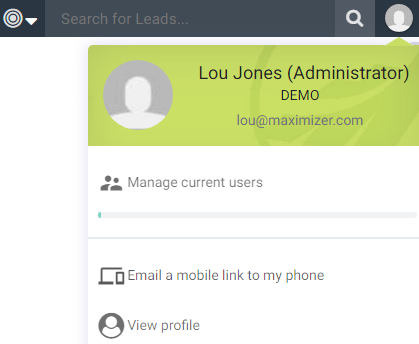 Search for Leads...
Lou Jones (Administrator)
DEMO
lou@maximizer.com
Manage current users
Email a mobile link to my phone
View profile